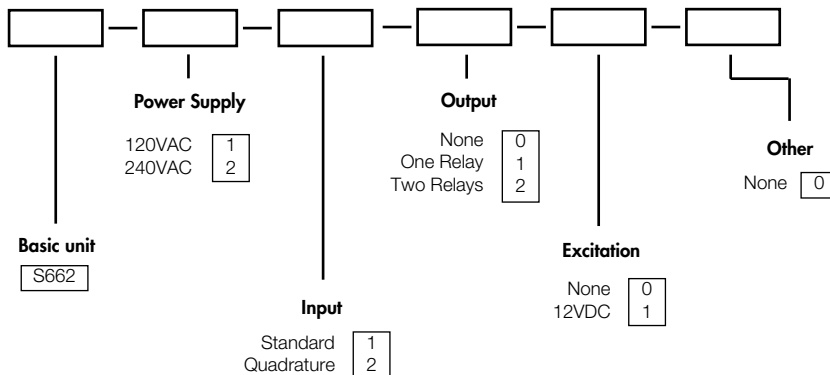 Power Supply
120VAC 1
240VAC 2
Output
None 0
One Relay 1
Two Relays 2
Other
None 0
Basic unit
S662
Excitation
None 0
12VDC 1
Input
Standard 1
Quadrature 2